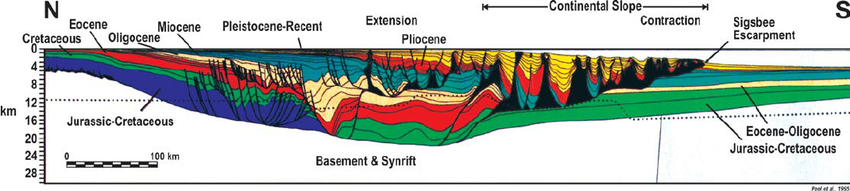 N
S
Continental Slope
Extension
Contraction
Pleistocene-Recent
Miocene
Eocene
Oligocene
Cretaceous
Pliocene
Sigsbee
Escarpment
0
4
8
12
16
20
24
28
km
Jurassic-Cretaceous
0 100 km
Basement & Synrift
Eocene-Oligocene
Jurassic-Cretaceous
Peel et al., 1995